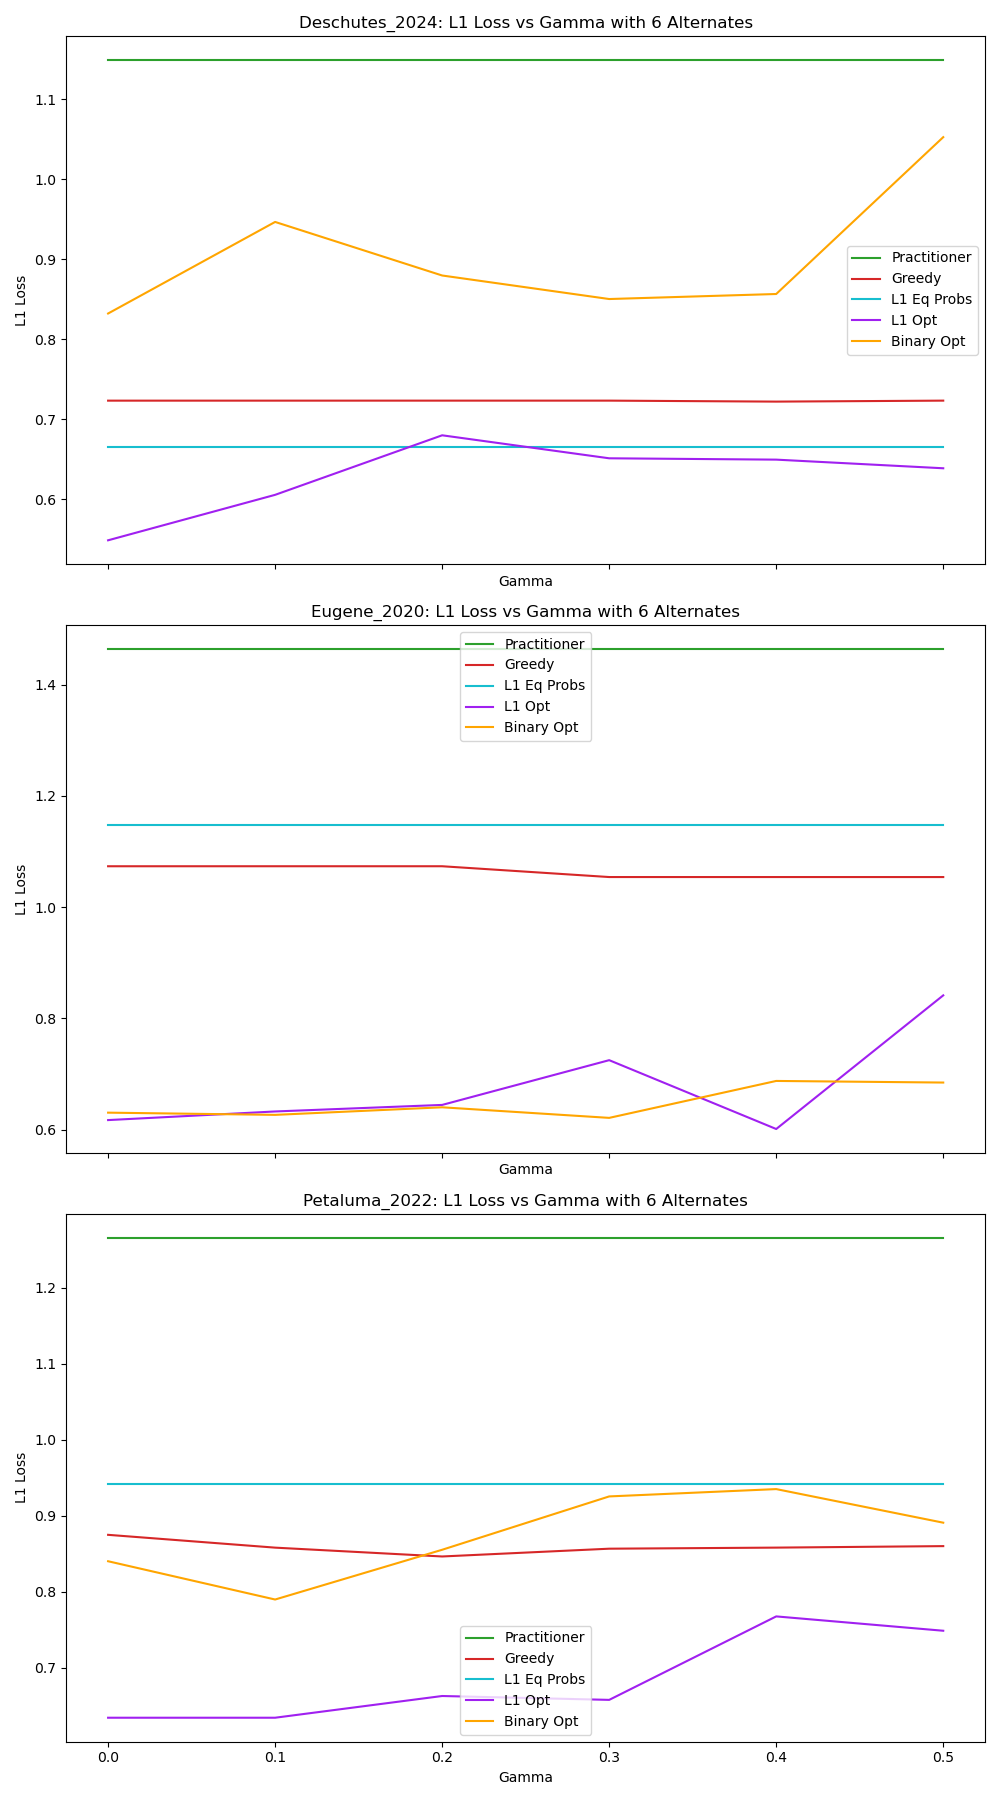 Deschutes_2024: L1 Loss vs Gamma with 6 Alternates
1.1
1.0
0.9
0.8
0.7
0.6
L1 Loss
Practitioner
Greedy
L1 Eq Probs
L1 Opt
Binary Opt
Gamma
Eugene_2020: L1 Loss vs Gamma with 6 Alternates
1.4
1.2
1.0
0.8
0.6
L1 Loss
Practitioner
Greedy
L1 Eq Probs
L1 Opt
Binary Opt
Gamma
Petaluma_2022: L1 Loss vs Gamma with 6 Alternates
1.2
1.1
1.0
0.9
0.8
0.7
L1 Loss
Practitioner
Greedy
L1 Eq Probs
L1 Opt
Binary Opt
0.0 0.1 0.2 0.3 0.4 0.5
Gamma